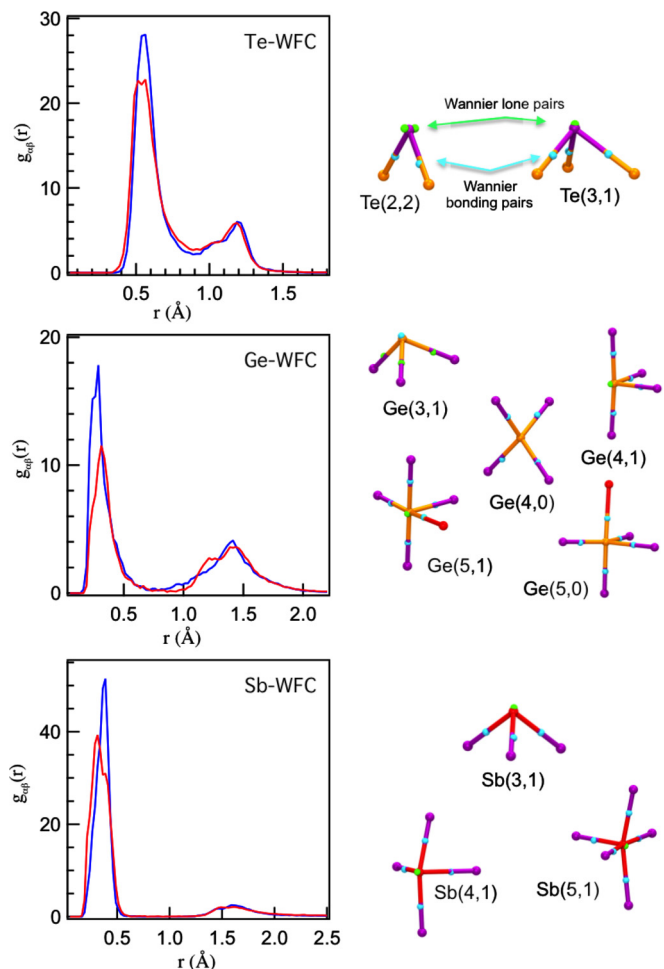 30
20
10
0
g_αβ(r)
Te-WFC
0.5
1.0
1.5
r (Å)
Wannier lone pairs
Te(2,2)
Te(3,1)
Wannier
bonding pairs
20
10
0
g_αβ(r)
Ge-WFC
0.5
1.0
1.5
2.0
r (Å)
Ge(3,1)
Ge(4,1)
Ge(4,0)
Ge(5,1)
Ge(5,0)
40
20
0
g_αβ(r)
Sb-WFC
0.5
1.0
1.5
2.0
2.5
r (Å)
Sb(3,1)
Sb(4,1)
Sb(5,1)